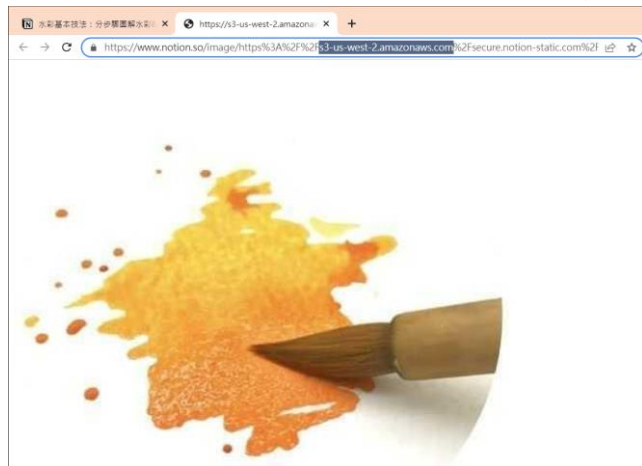 水彩基本技法：分步驟圖解水彩
https://s3-us-west-2.amazona
https://www.notion.so/image/https%3A%2F%2Fs3-us-west-2.amazonaws.com%2Fsecure.notion-static.com%2F